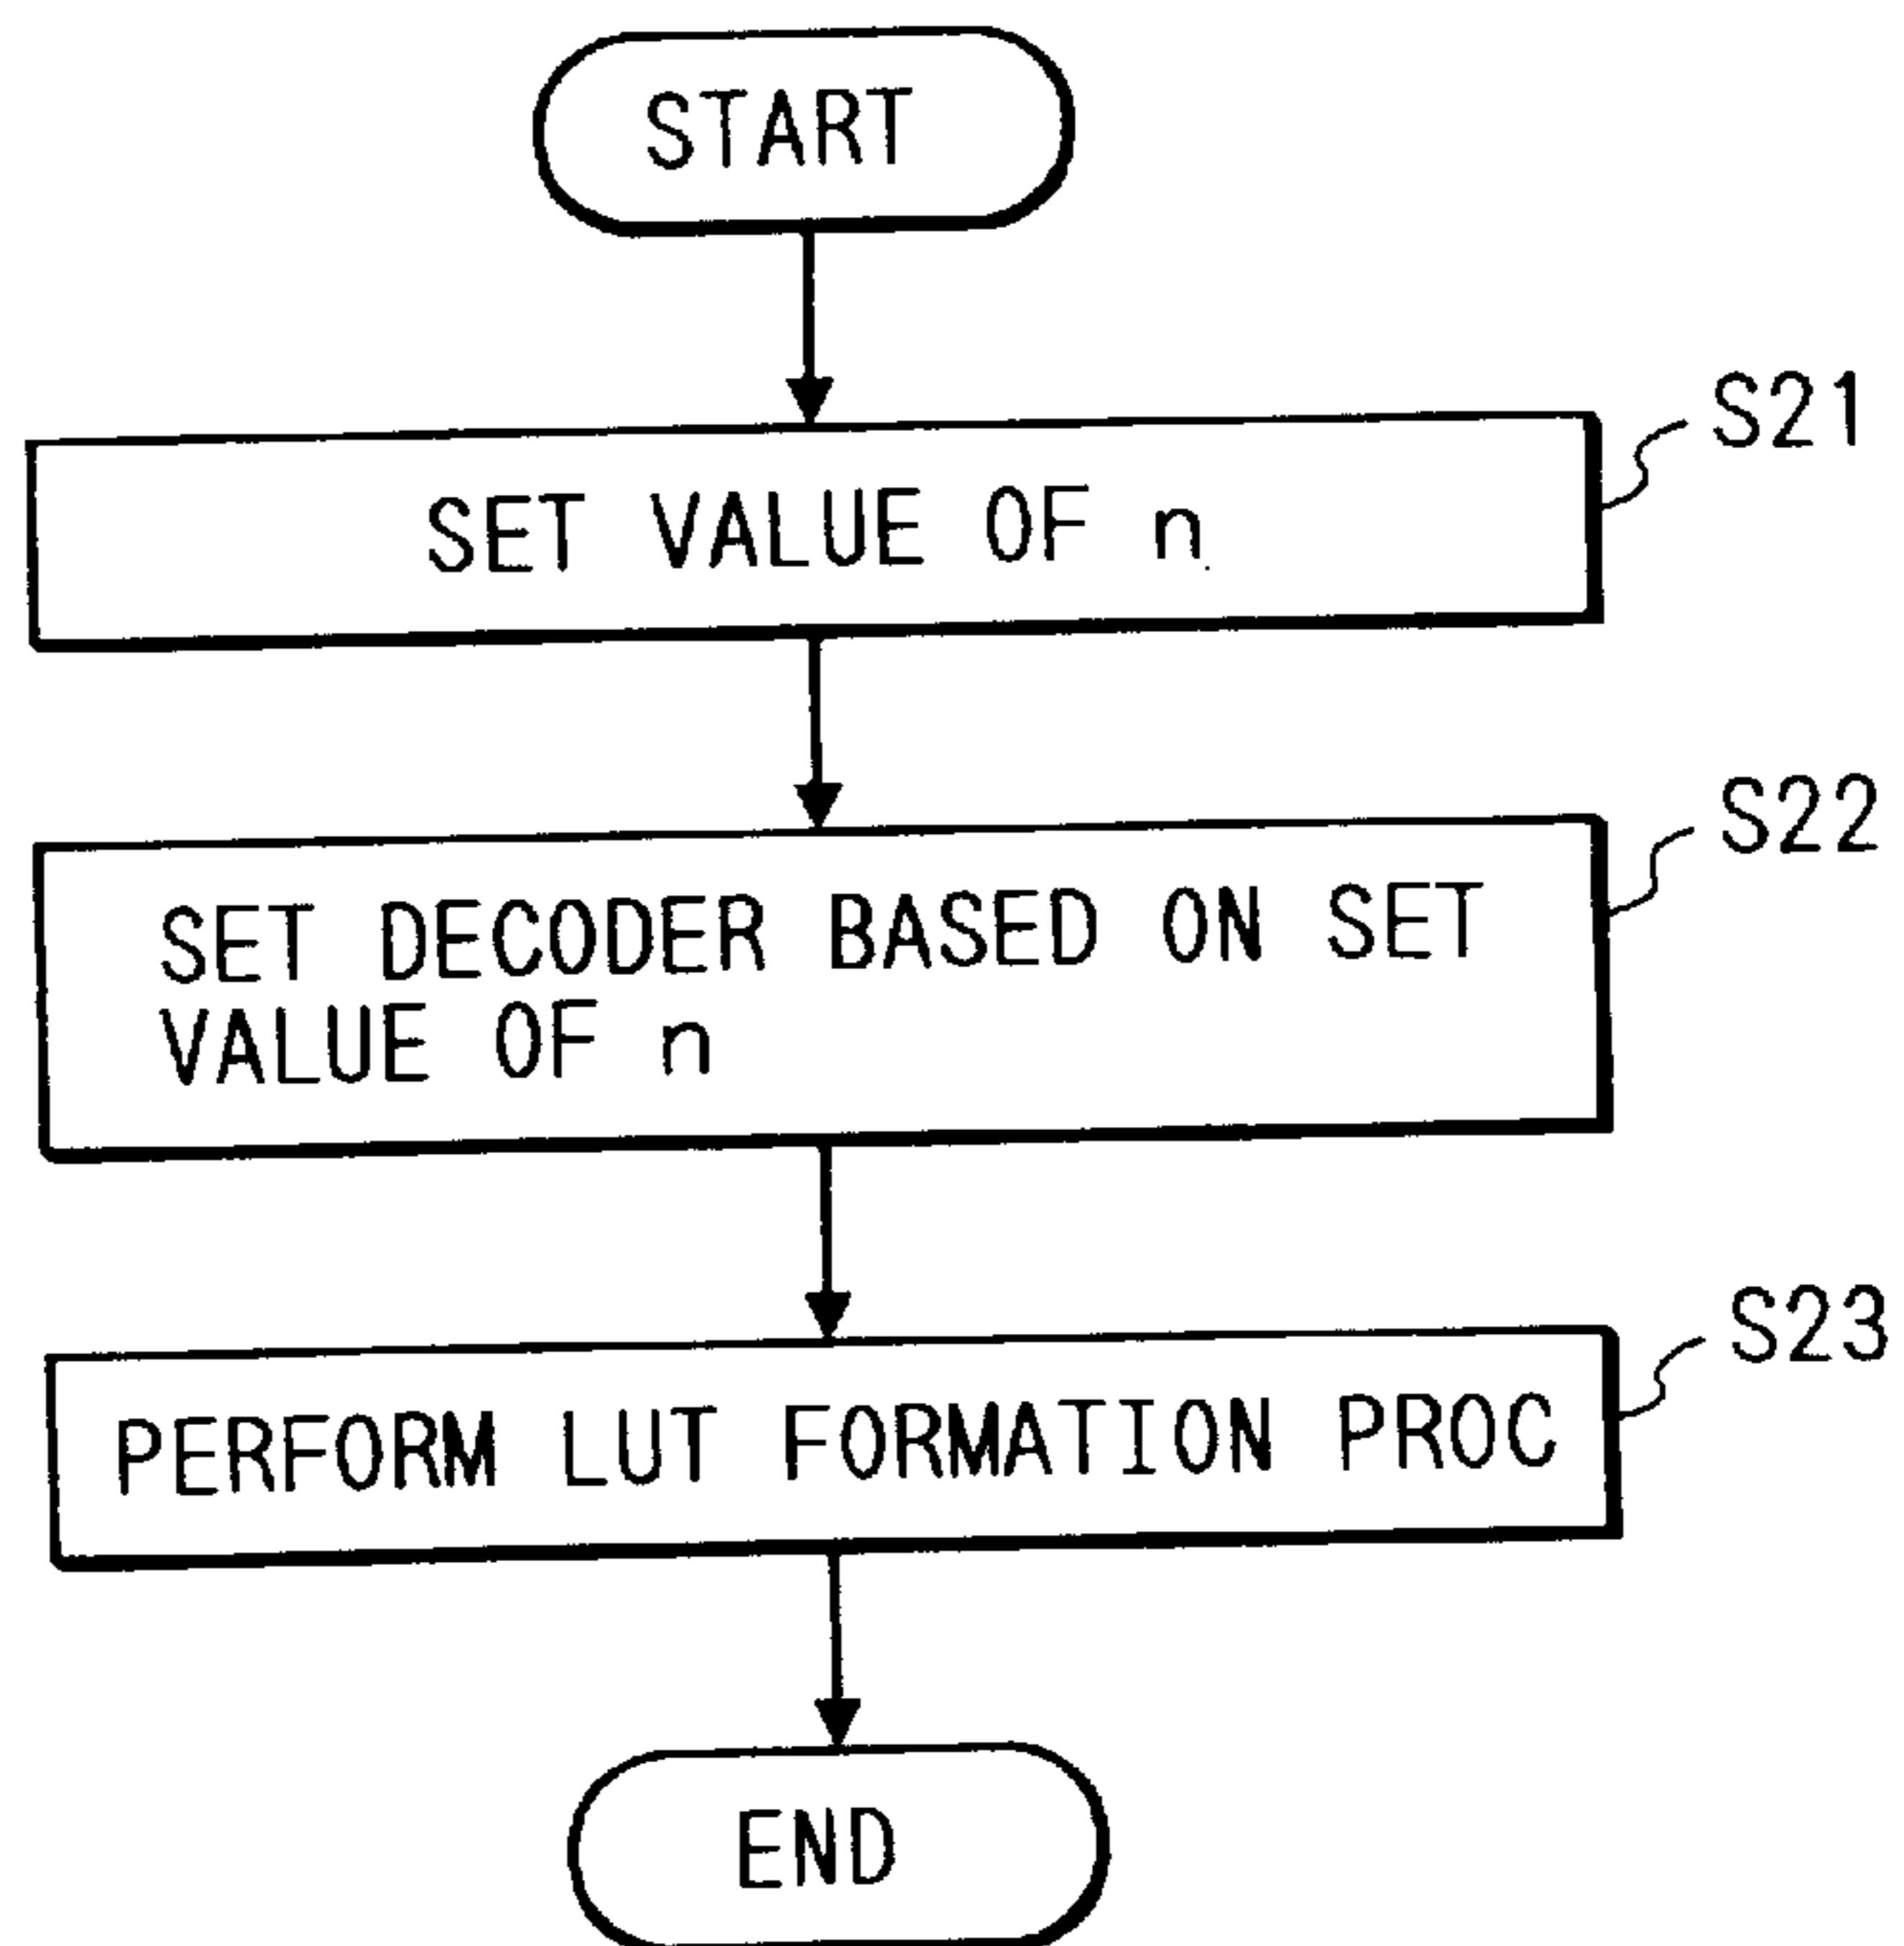 START
S21
SET VALUE OF n
S22
SET DECODER BASED ON SET
VALUE OF n
S23
PERFORM LUT FORMATION PROC
END